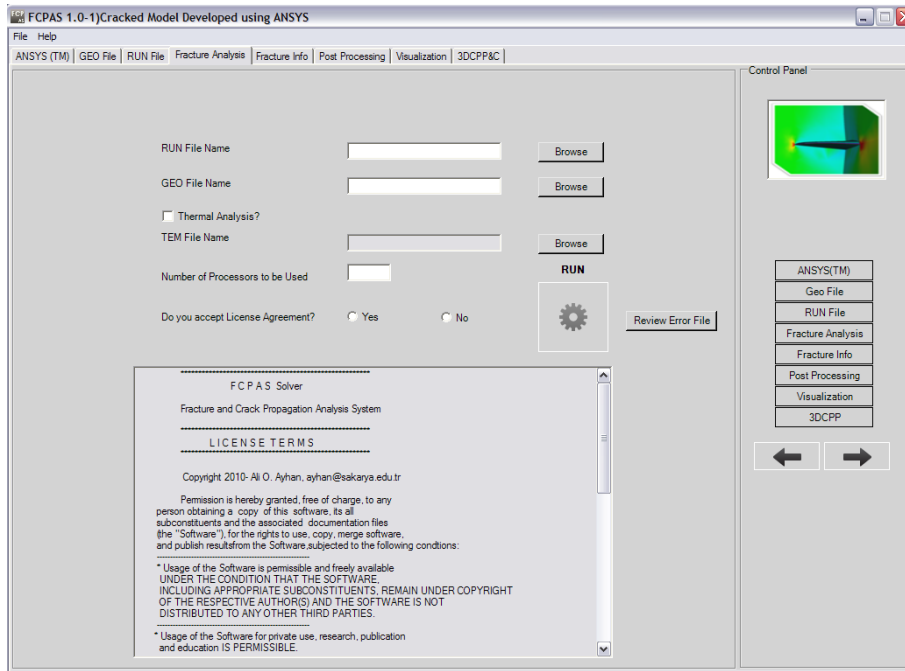 FCPAS 1.0-1)Cracked Model Developed using ANSYS
File Help
ANSYS (TM) GEO File RUN File Fracture Analysis Fracture Info Post Processing Visualization 3DCPP&C
Control Panel
RUN File Name
Browse
GEO File Name
Browse
Thermal Analysis?
TEM File Name
Browse
Number of Processors to be Used
RUN
Do you accept License Agreement?
Yes
No
Review Error File
F C P A S Solver
Fracture and Crack Propagation Analysis System
L I C E N S E T E R M S
Copyright 2010- Ali O. Ayhan, ayhan@sakarya.edu.tr
Permission is hereby granted, free of charge, to any
person obtaining a copy of this software, its all
subconstituents and the associated documentation files
(the "Software"), for the rights to use, copy, merge software,
and publish resultsfrom the Software,subjected to the following condtions:
* Usage of the Software is permissible and freely available
UNDER THE CONDITION THAT THE SOFTWARE,
INCLUDING APPROPRIATE SUBCONSTITUENTS, REMAIN UNDER COPYRIGHT
OF THE RESPECTIVE AUTHOR(S) AND THE SOFTWARE IS NOT
DISTRIBUTED TO ANY OTHER THIRD PARTIES.
* Usage of the Software for private use, research, publication
and education IS PERMISSIBLE.
ANSYS(TM)
Geo File
RUN File
Fracture Analysis
Fracture Info
Post Processing
Visualization
3DCPP